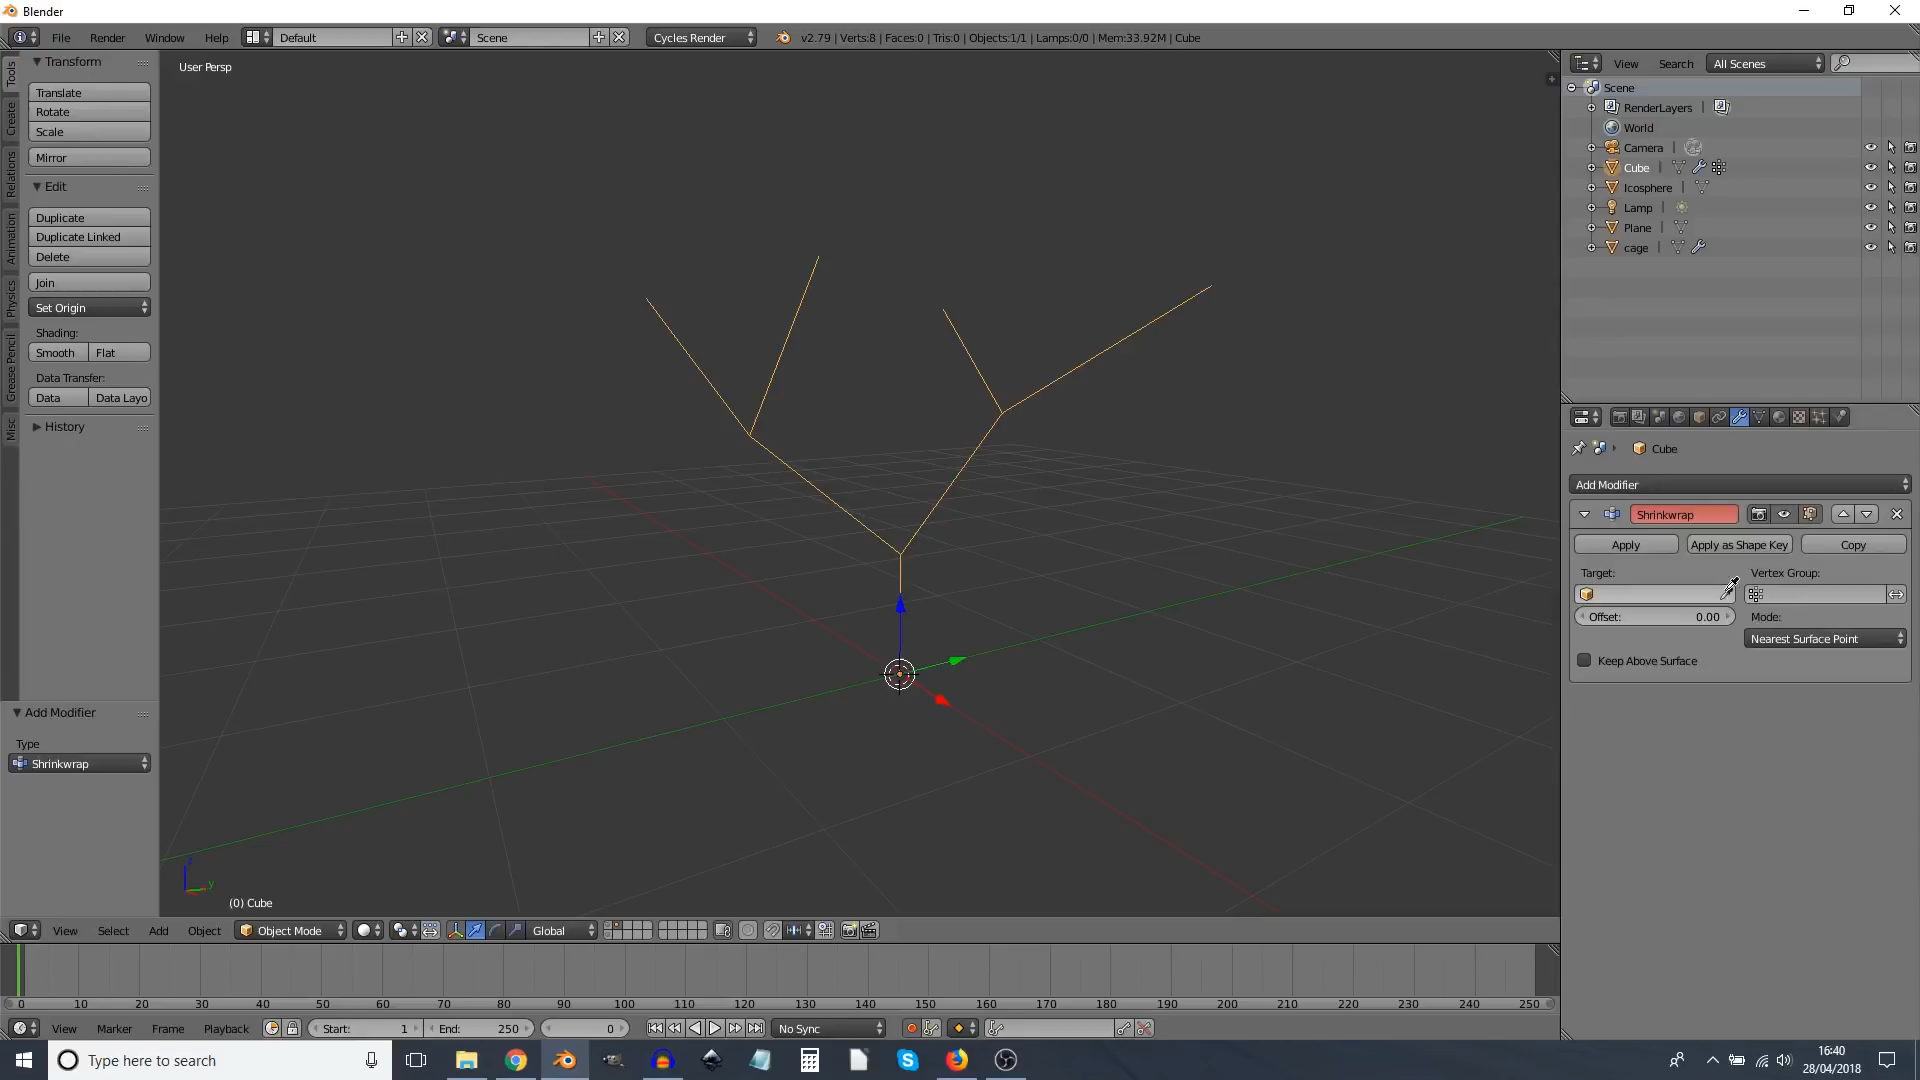 Blender
File Render Window Help Default Scene Cycles Render v2.79 | Verts:8 | Faces:0 | Tris:0 | Objects:1/1 | Lamps:0/0 | Mem:33.92M | Cube
Tools
Create
Relations
Animation
Physics
Grease Pencil
Misc
Transform
Translate
Rotate
Scale
Mirror
Edit
Duplicate
Duplicate Linked
Delete
Join
Set Origin
Shading:
Smooth Flat
Data Transfer:
Data Data Layo
History
Add Modifier
Type
Shrinkwrap
User Persp
y
(0) Cube
View Select Add Object Object Mode Global
0 10 20 30 40 50 60 70 80 90 100 110 120 130 140 150 160 170 180 190 200 210 220 230 240 250
View Marker Frame Playback Start: 1 End: 250 0 No Sync
View Search All Scenes
Scene
RenderLayers |
World
Camera |
Cube |
Icosphere |
Lamp |
Plane |
cage |
Cube
Add Modifier
Shrinkwrap
Apply Apply as Shape Key Copy
Target: Vertex Group:
Offset: 0.00 Mode:
Nearest Surface Point
Keep Above Surface
Type here to search
16:40
28/04/2018